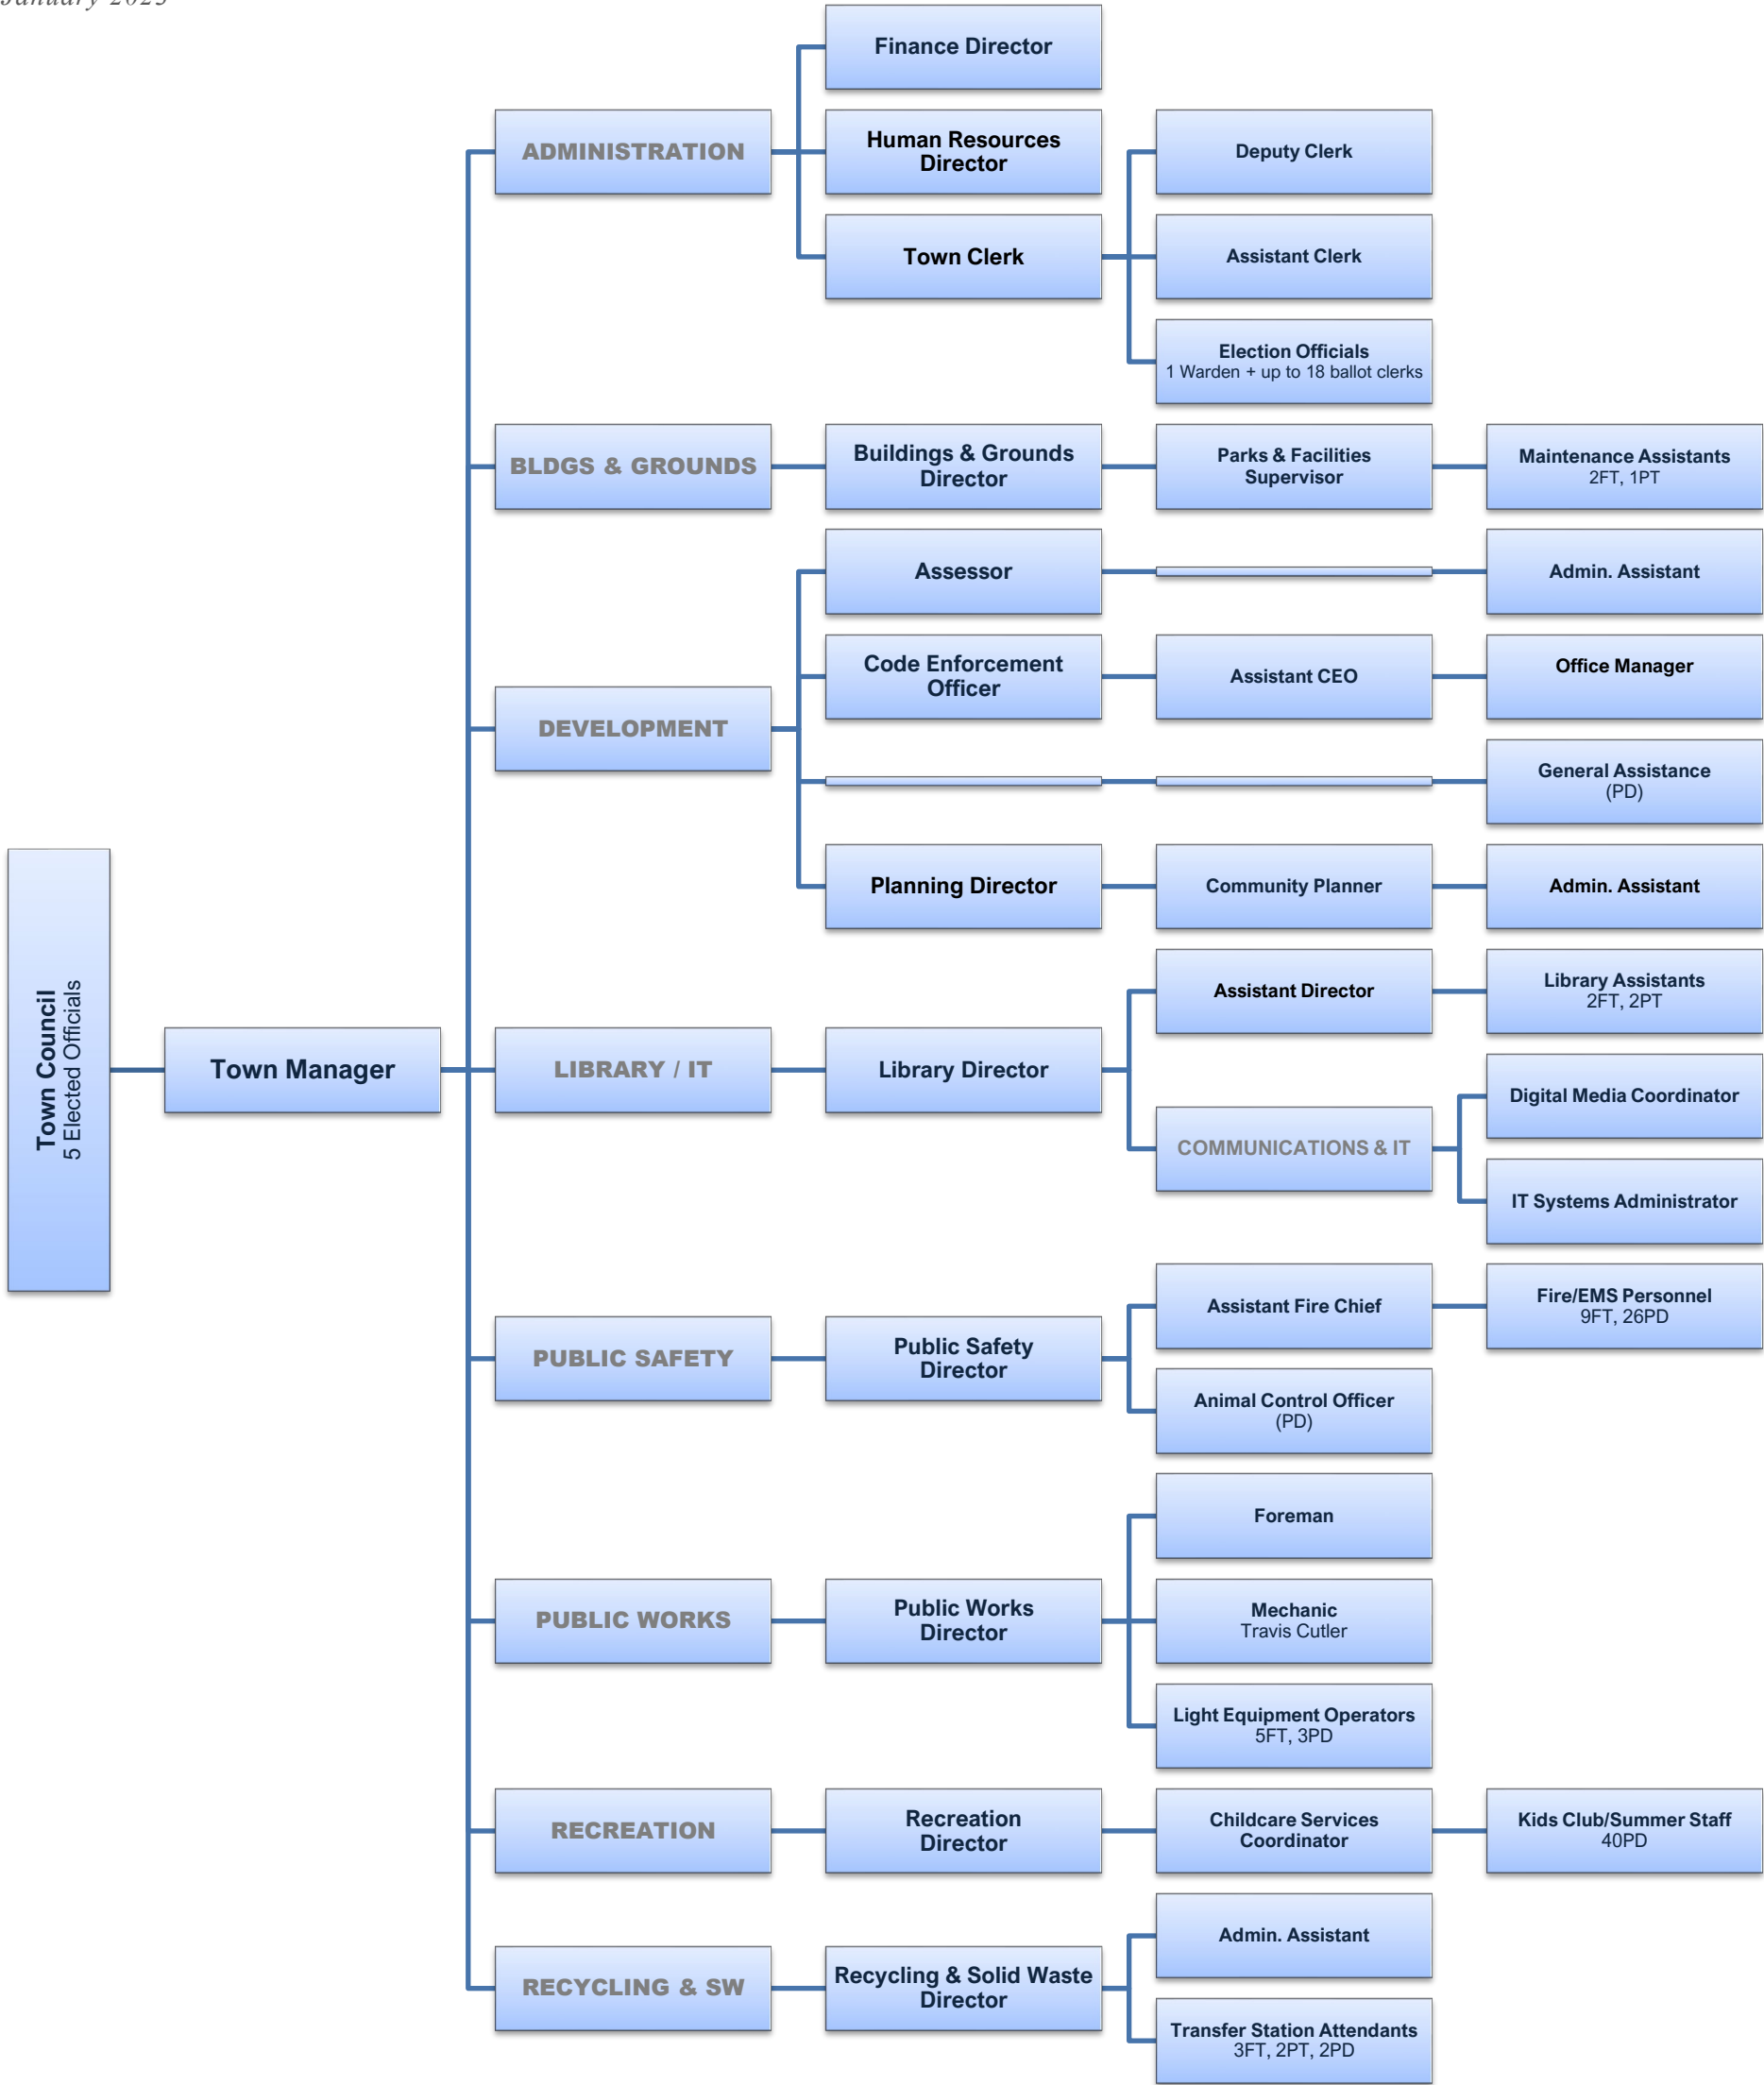 January 2023
Finance Director
ADMINISTRATION
Human Resources
Director
Deputy Clerk
Town Clerk
Assistant Clerk
Election Officials
1 Warden + up to 18 ballot clerks
BLDGS & GROUNDS
Buildings & Grounds
Director
Parks & Facilities
Supervisor
Maintenance Assistants
2FT, 1PT
Assessor
Admin. Assistant
DEVELOPMENT
Code Enforcement
Officer
Assistant CEO
Office Manager
General Assistance
(PD)
Planning Director
Community Planner
Admin. Assistant
Town Council
5 Elected Officials
Town Manager
LIBRARY / IT
Library Director
Assistant Director
Library Assistants
2FT, 2PT
COMMUNICATIONS & IT
Digital Media Coordinator
IT Systems Administrator
PUBLIC SAFETY
Public Safety
Director
Assistant Fire Chief
Fire/EMS Personnel
9FT, 26PD
Animal Control Officer
(PD)
PUBLIC WORKS
Public Works
Director
Foreman
Mechanic
Travis Cutler
Light Equipment Operators
5FT, 3PD
RECREATION
Recreation
Director
Childcare Services
Coordinator
Kids Club/Summer Staff
40PD
RECYCLING & SW
Recycling & Solid Waste
Director
Admin. Assistant
Transfer Station Attendants
3FT, 2PT, 2PD